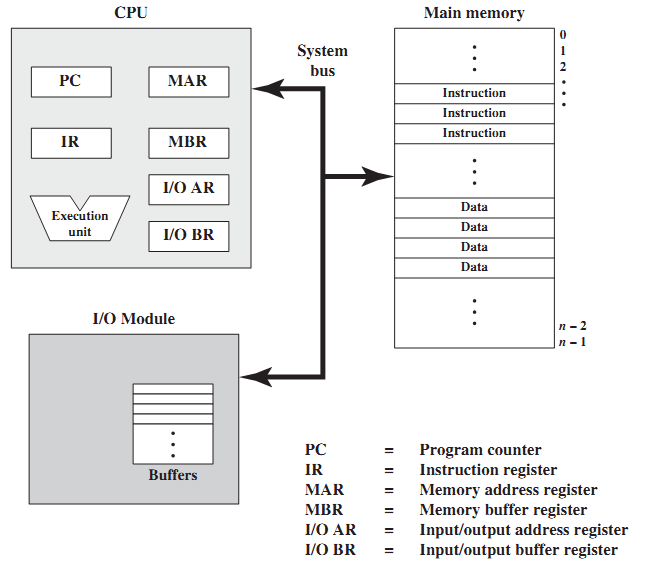 CPU
PC
MAR
IR
MBR
I/O AR
I/O BR
Execution
unit
System
bus
Main memory
0
1
2
Instruction
Instruction
Instruction
Data
Data
Data
Data
n – 2
n – 1
I/O Module
Buffers
PC = Program counter
IR = Instruction register
MAR = Memory address register
MBR = Memory buffer register
I/O AR = Input/output address register
I/O BR = Input/output buffer register